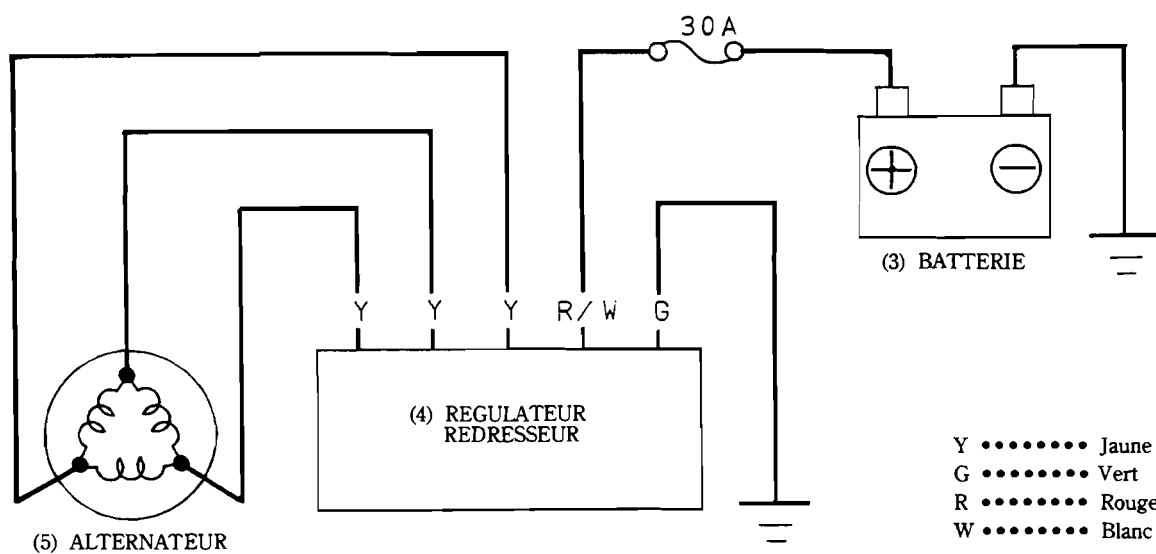 30A
(3) BATTERIE
Y Y Y R/W G
(4) REGULATEUR
REDRESSEUR
(5) ALTERNATEUR
Y •••••••• Jaune
G •••••••• Vert
R •••••••• Rouge
W •••••••• Blanc